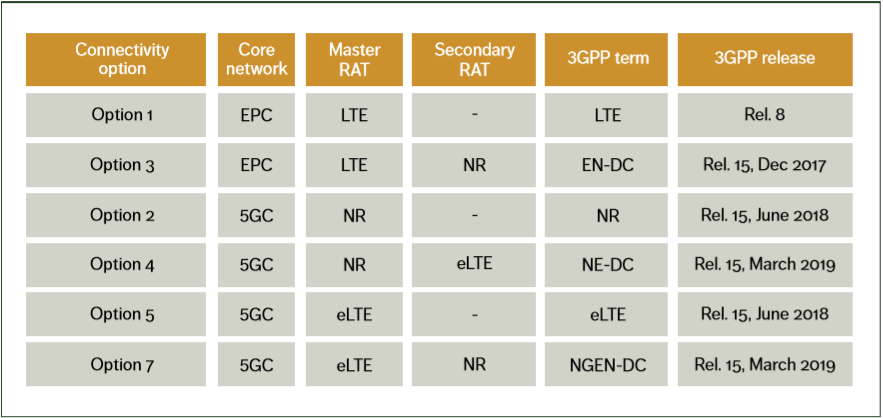 Connectivity option Core network Master RAT Secondary RAT 3GPP term 3GPP release
Option 1 EPC LTE - LTE Rel. 8
Option 3 EPC LTE NR EN-DC Rel. 15, Dec 2017
Option 2 5GC NR - NR Rel. 15, June 2018
Option 4 5GC NR eLTE NE-DC Rel. 15, March 2019
Option 5 5GC eLTE - eLTE Rel. 15, June 2018
Option 7 5GC eLTE NR NGEN-DC Rel. 15, March 2019